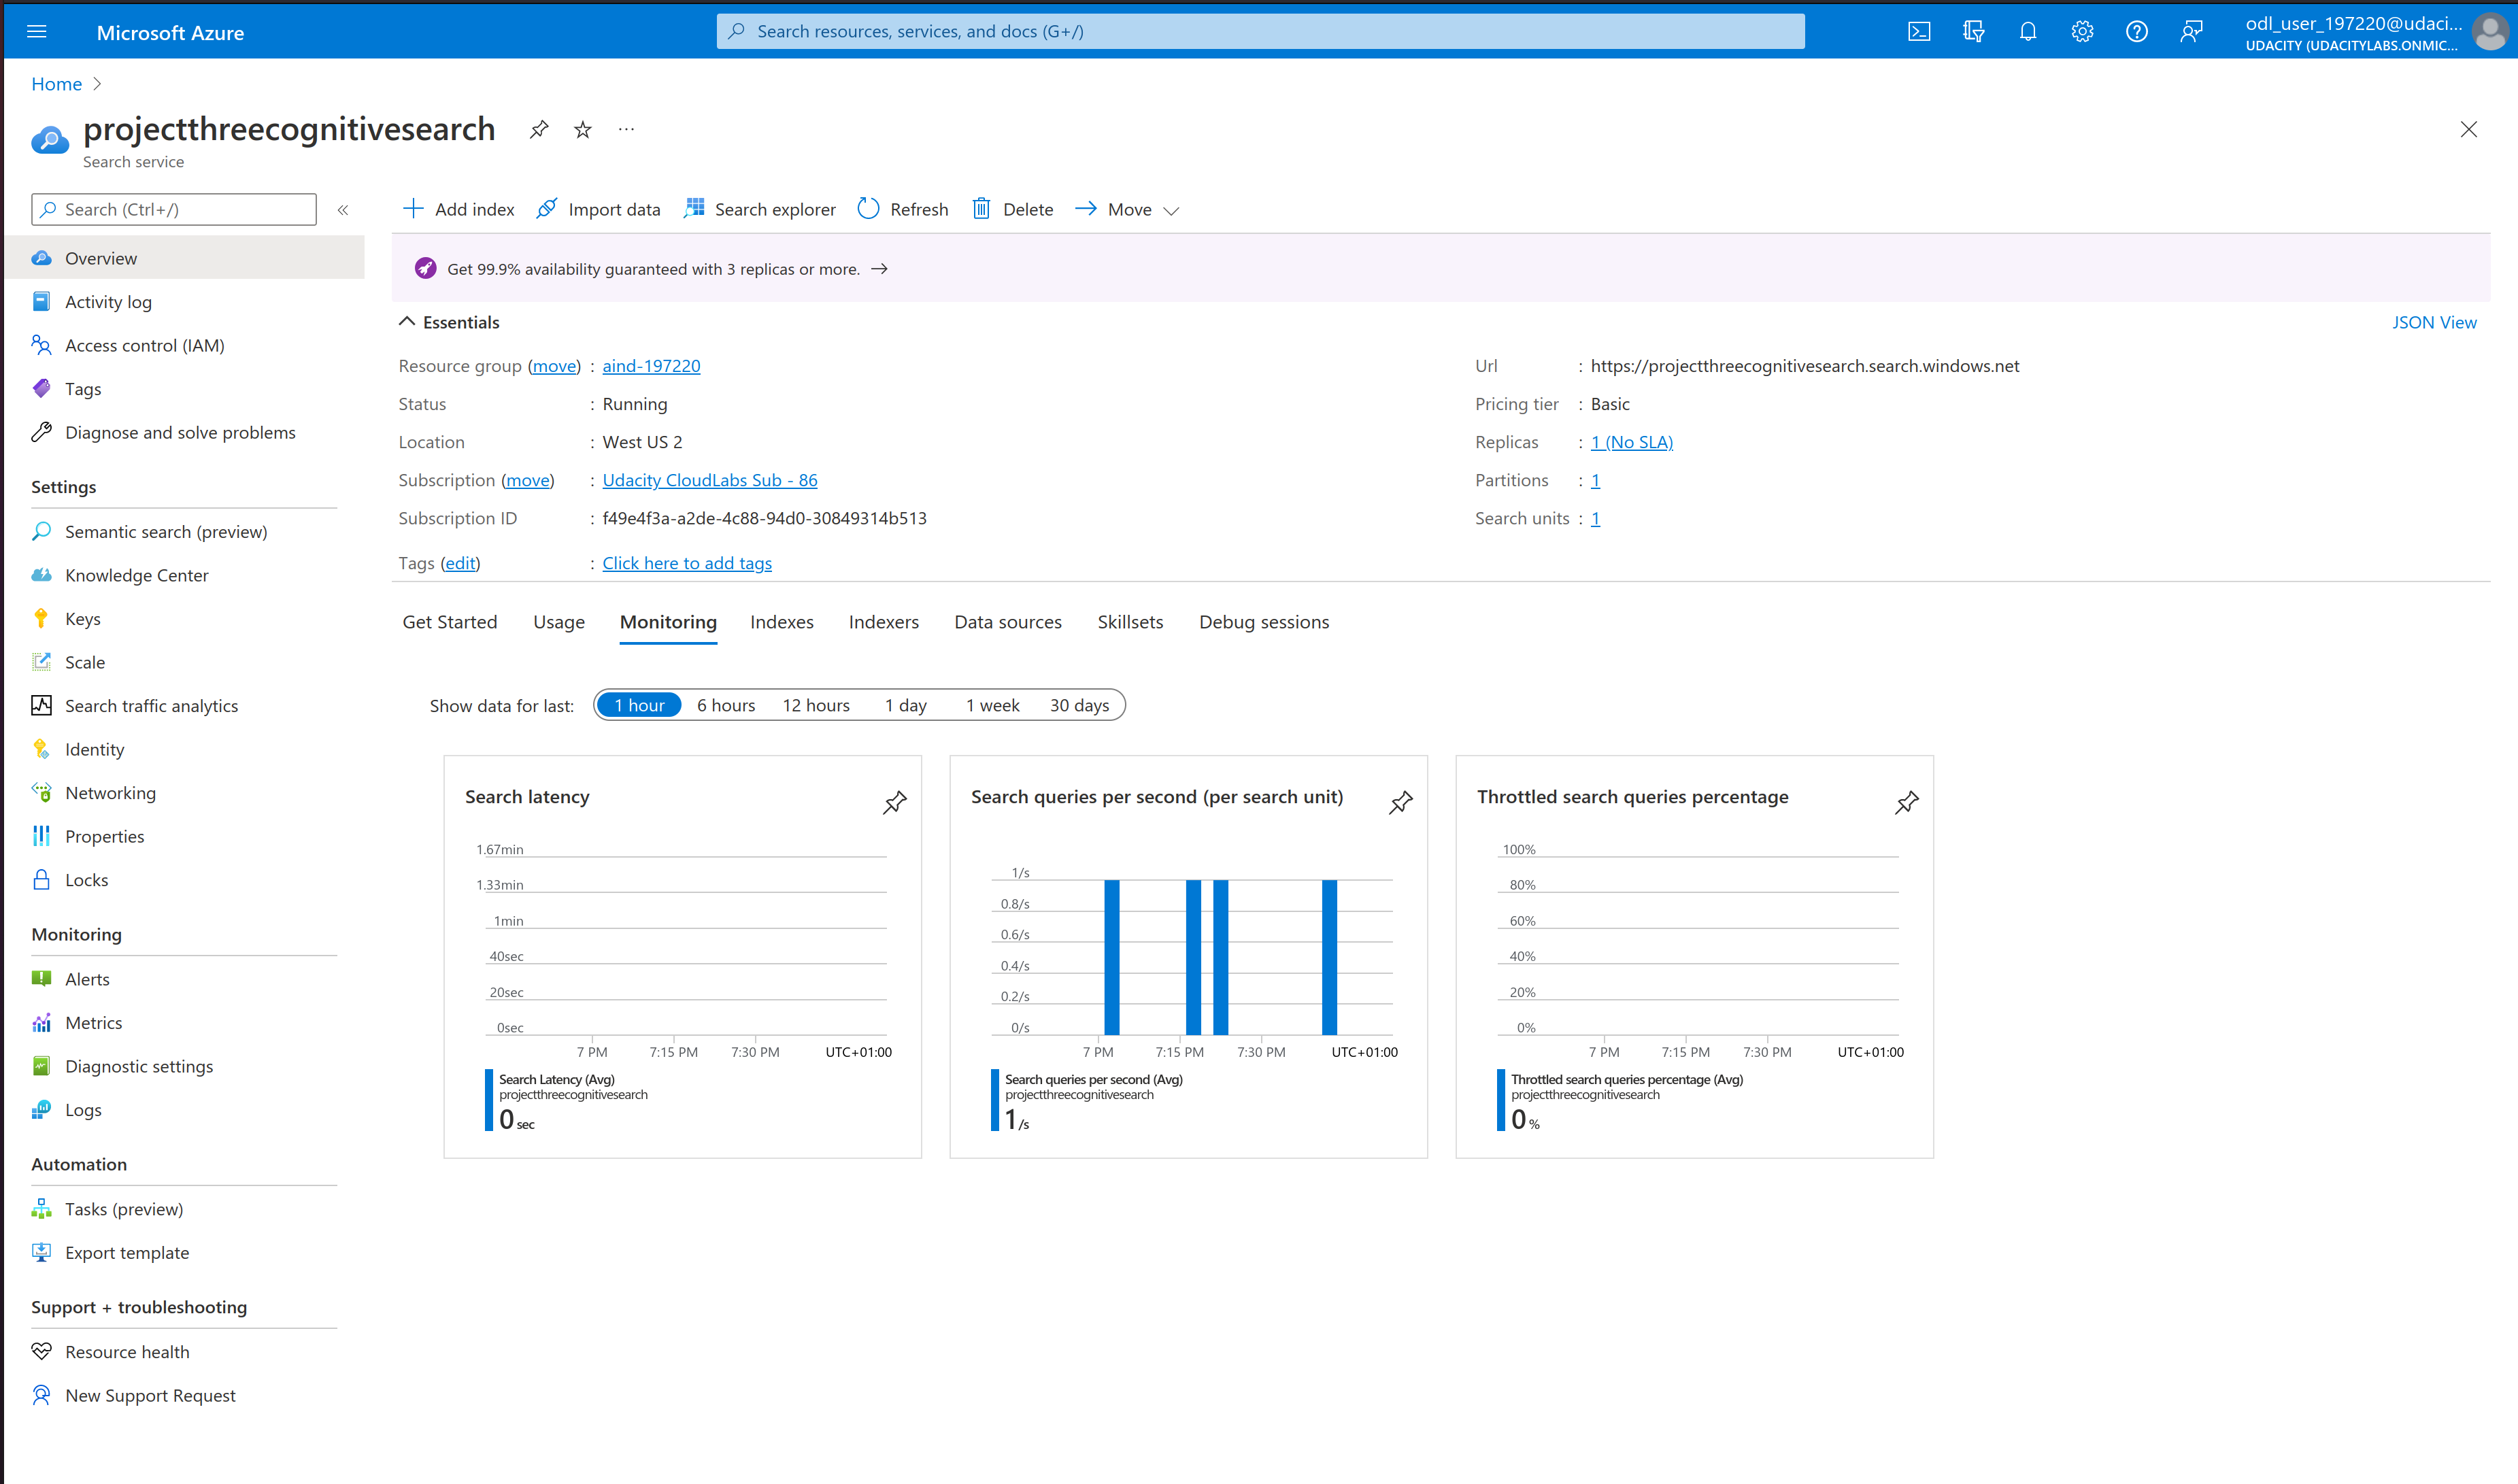 Microsoft Azure
Search resources, services, and docs (G+/)
odl_user_197220@udaci...
UDACITY (UDACITYLABS.ONMIC...
Home
projectthreecognitivesearch
Search service
Search (Ctrl+/)
Overview
Activity log
Access control (IAM)
Tags
Diagnose and solve problems
Settings
Semantic search (preview)
Knowledge Center
Keys
Scale
Search traffic analytics
Identity
Networking
Properties
Locks
Monitoring
Alerts
Metrics
Diagnostic settings
Logs
Automation
Tasks (preview)
Export template
Support + troubleshooting
Resource health
New Support Request
Add index Import data Search explorer Refresh Delete Move
Get 99.9% availability guaranteed with 3 replicas or more.
Essentials
JSON View
Resource group (move) : aind-197220
Status : Running
Location : West US 2
Subscription (move) : Udacity CloudLabs Sub - 86
Subscription ID : f49e4f3a-a2de-4c88-94d0-30849314b513
Tags (edit) : Click here to add tags
Url : https://projectthreecognitivesearch.search.windows.net
Pricing tier : Basic
Replicas : 1 (No SLA)
Partitions : 1
Search units : 1
Get Started Usage Monitoring Indexes Indexers Data sources Skillsets Debug sessions
Show data for last: 1 hour 6 hours 12 hours 1 day 1 week 30 days
Search latency
1.67min
1.33min
1min
40sec
20sec
0sec
7 PM 7:15 PM 7:30 PM UTC+01:00
Search Latency (Avg)
projectthreecognitivesearch
0 sec
Search queries per second (per search unit)
1/s
0.8/s
0.6/s
0.4/s
0.2/s
0/s
7 PM 7:15 PM 7:30 PM UTC+01:00
Search queries per second (Avg)
projectthreecognitivesearch
1 /s
Throttled search queries percentage
100%
80%
60%
40%
20%
0%
7 PM 7:15 PM 7:30 PM UTC+01:00
Throttled search queries percentage (Avg)
projectthreecognitivesearch
0 %